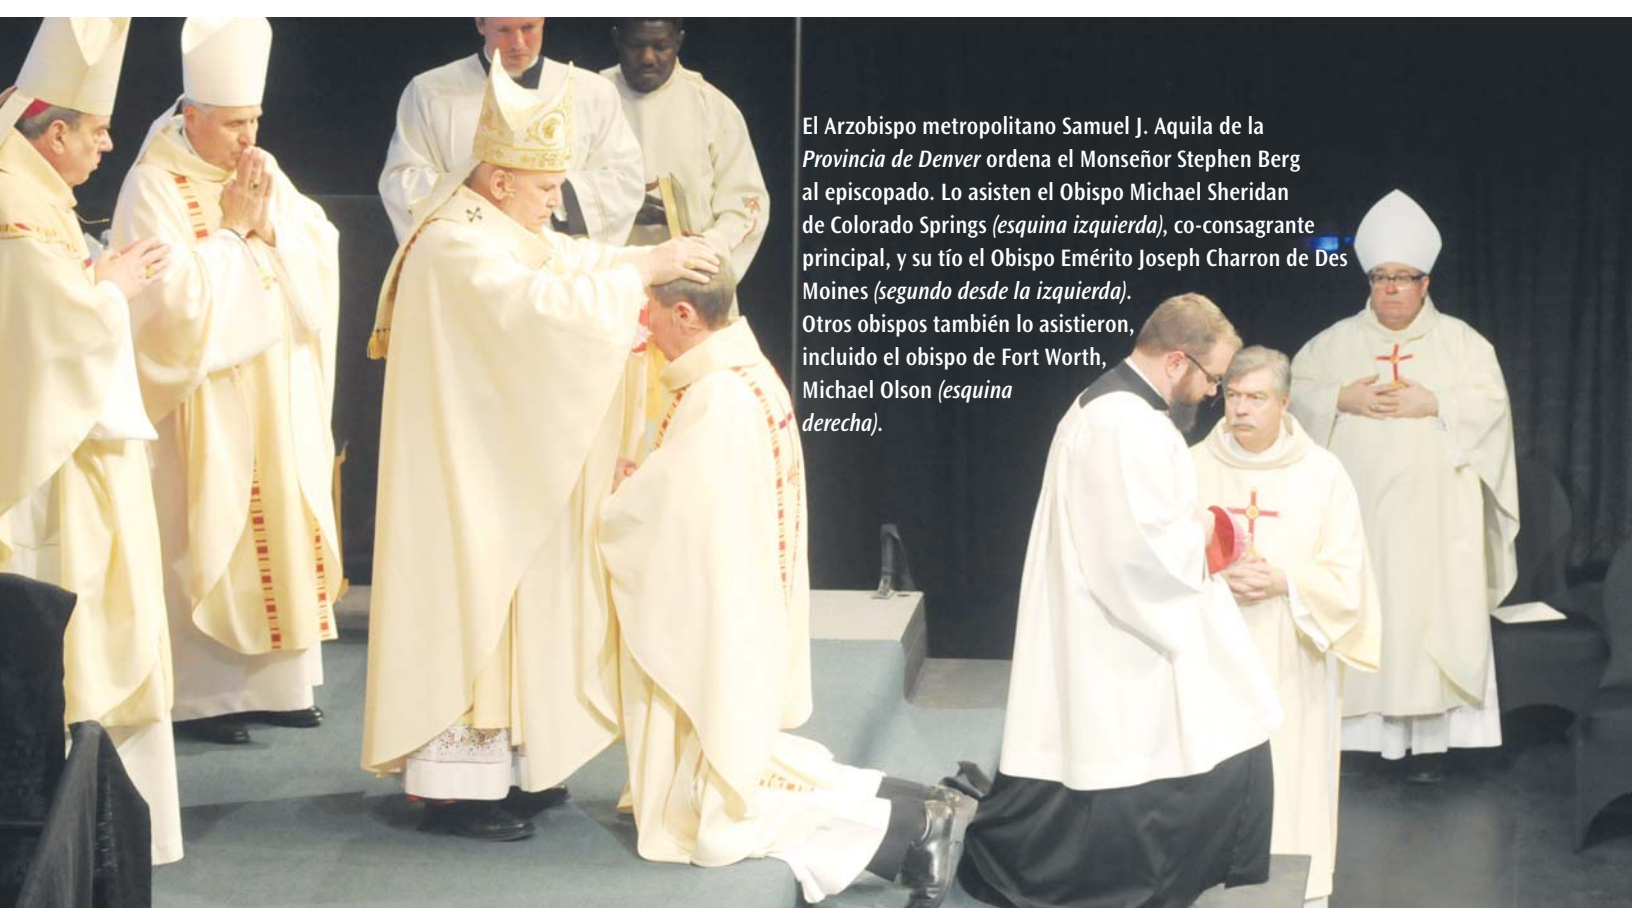 El Arzobispo metropolitano Samuel J. Aquila de la
Provincia de Denver ordena el Monseñor Stephen Berg
al episcopado. Lo asisten el Obispo Michael Sheridan
de Colorado Springs (esquina izquierda), co-consagrante
principal, y su tío el Obispo Emérito Joseph Charron de Des
Moines (segundo desde la izquierda).
Otros obispos también lo asistieron,
incluido el obispo de Fort Worth,
Michael Olson (esquina
derecha).